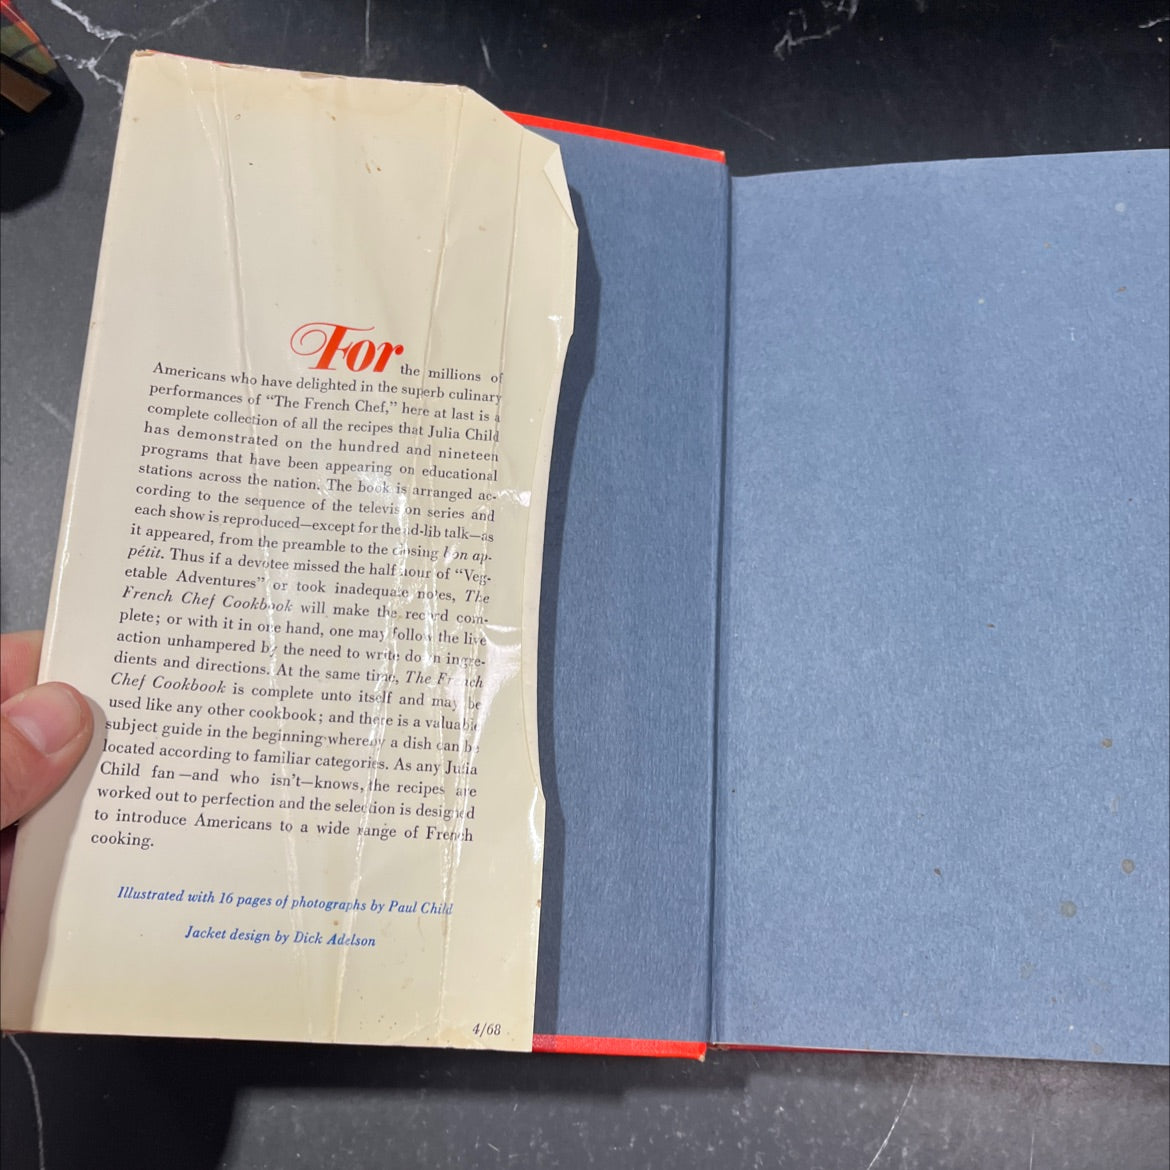 For the millions of
Americans who have delighted in the superb culinary
performances of “The French Chef,” here at last is a
complete collection of all the recipes that Julia Child
has demonstrated on the hundred and nineteen
programs that have been appearing on educational
stations across the nation. The book is arranged ac-
cording to the sequence of the television series and
each show is reproduced—except for the ad-lib talk—as
it appeared, from the preamble to the closing bon ap-
pétit. Thus if a devotee missed the half hour of “Veg-
etable Adventures” or took inadequate notes, The
French Chef Cookbook will make the record com-
plete; or with it in one hand, one may follow the live
action unhampered by the need to write down ingre-
dients and directions. At the same time, The French
Chef Cookbook is complete unto itself and may be
used like any other cookbook; and there is a valuable
subject guide in the beginning whereby a dish can be
located according to familiar categories. As any Julia
Child fan—and who isn’t—knows, the recipes are
worked out to perfection and the selection is designed
to introduce Americans to a wide range of French
cooking.
Illustrated with 16 pages of photographs by Paul Child
Jacket design by Dick Adelson
4/68